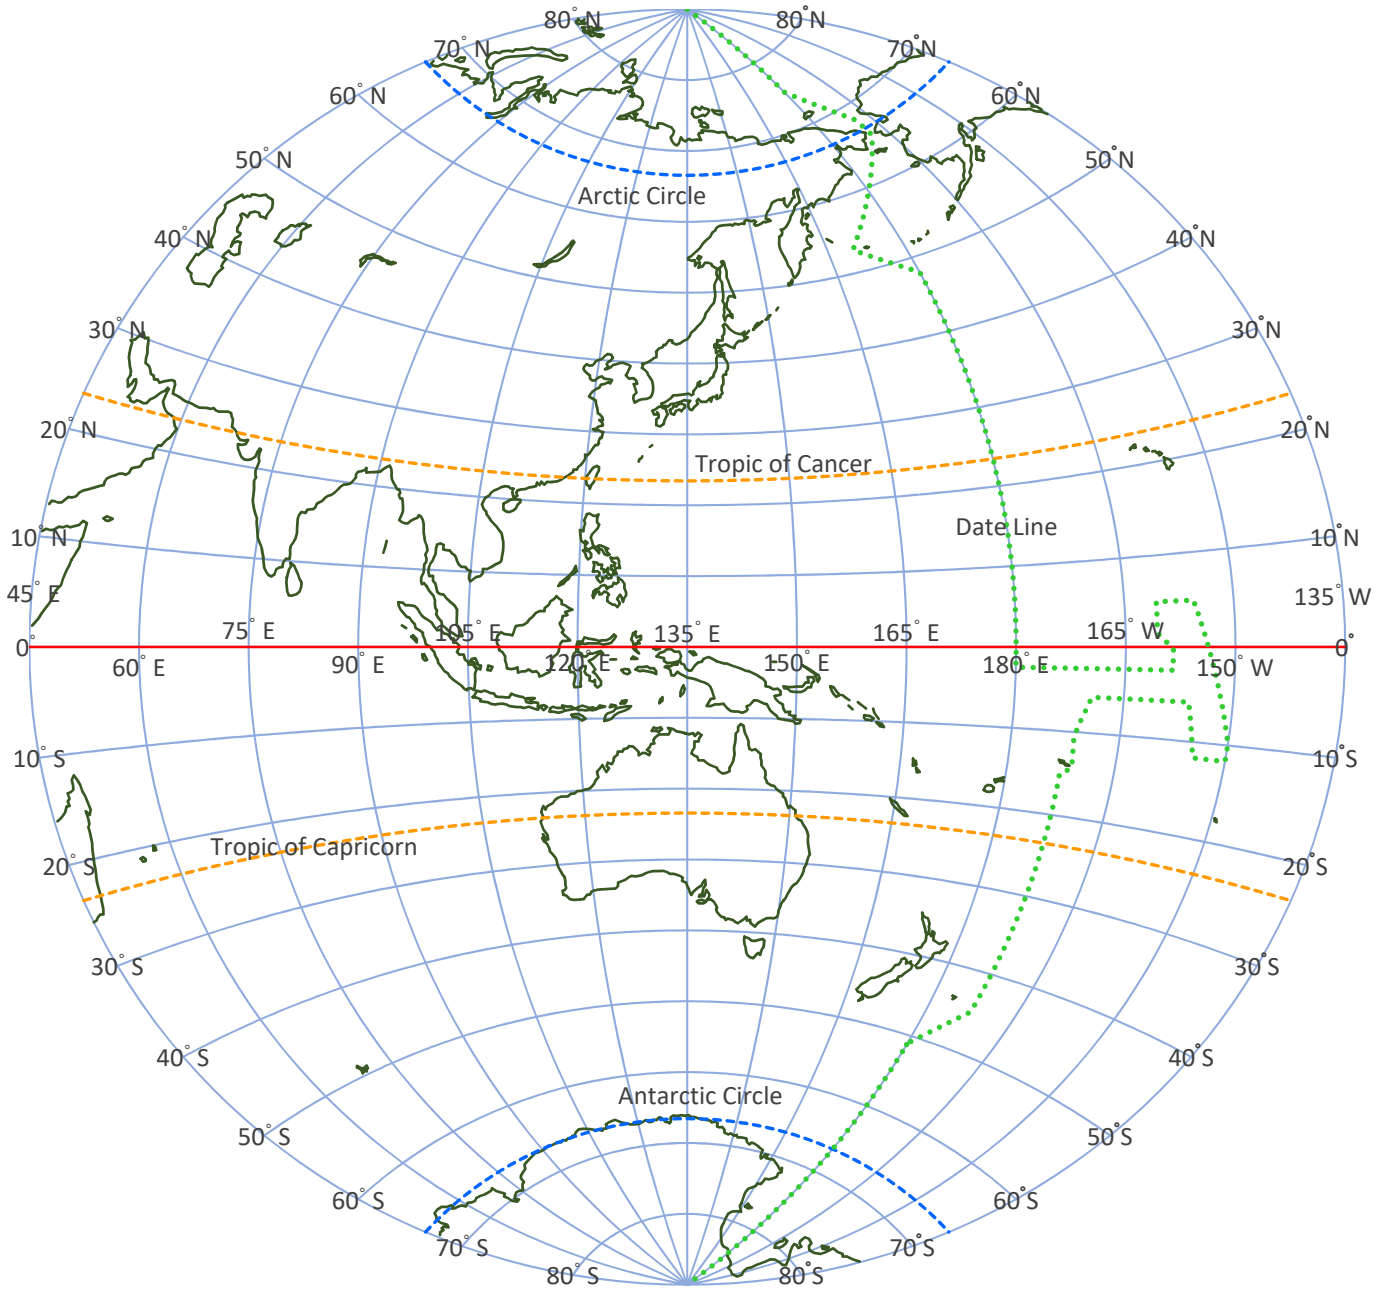 80° N
80°N
70° N
70°N
60° N
60°N
50° N
50°N
Arctic Circle
40° N
40°N
30° N
30°N
20° N
20°N
Tropic of Cancer
Date Line
10° N
10°N
45° E
135° W
75° E
105° E
135° E
165° E
165° W
0°
0°
60° E
90° E
120° E
150° E
180° E
150° W
10° S
10°S
Tropic of Capricorn
20° S
20°S
30° S
30°S
40° S
40°S
Antarctic Circle
50° S
50°S
60° S
60°S
70° S
70°S
80° S
80°S